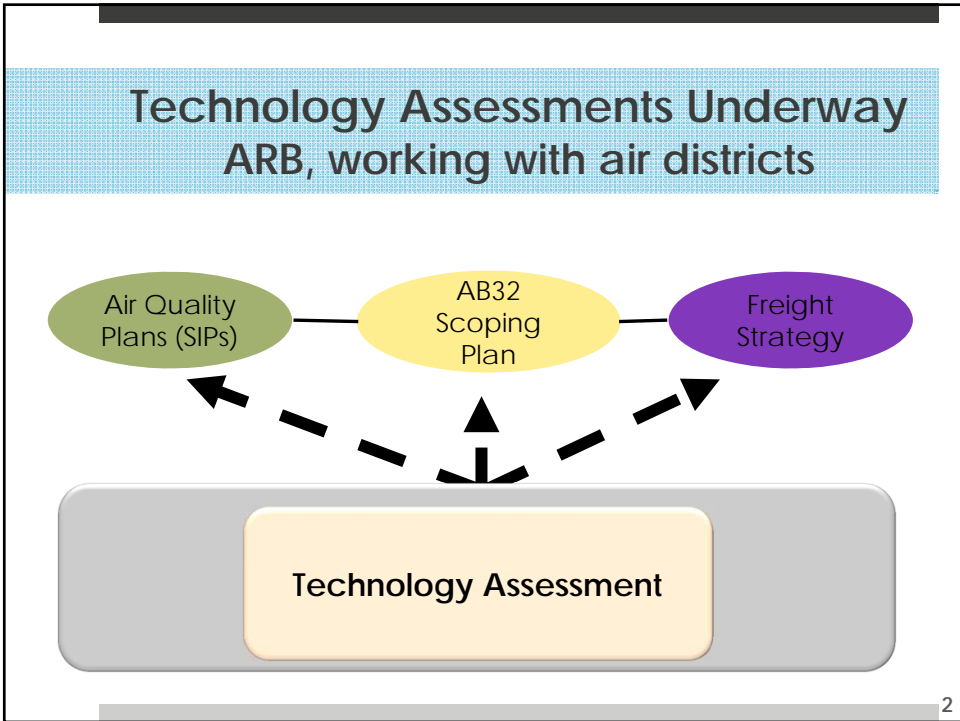 Technology Assessments Underway
ARB, working with air districts
Air Quality
Plans (SIPs)
AB32
Scoping
Plan
Freight
Strategy
Technology Assessment
2